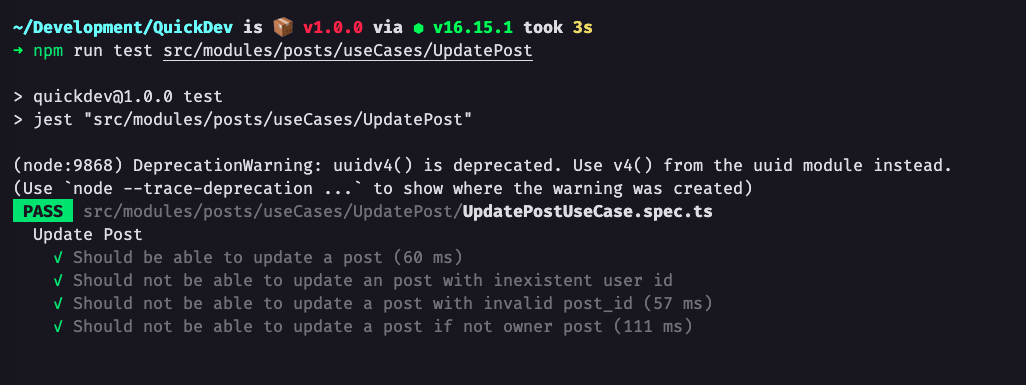 ~/Development/QuickDev is 📦 v1.0.0 via ⬢ v16.15.1 took 3s
➜ npm run test src/modules/posts/useCases/UpdatePost
> quickdev@1.0.0 test
> jest "src/modules/posts/useCases/UpdatePost"
(node:9868) DeprecationWarning: uuidv4() is deprecated. Use v4() from the uuid module instead.
(Use `node --trace-deprecation ...` to show where the warning was created)
PASS src/modules/posts/useCases/UpdatePost/UpdatePostUseCase.spec.ts
Update Post
√ Should be able to update a post (60 ms)
√ Should not be able to update an post with inexistent user id
√ Should not be able to update a post with invalid post_id (57 ms)
√ Should not be able to update a post if not owner post (111 ms)